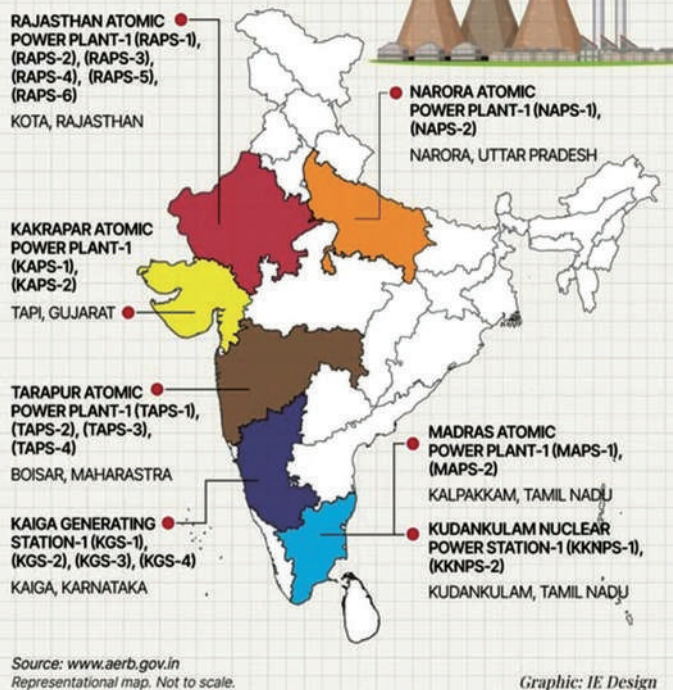 RAJASTHAN ATOMIC
POWER PLANT-1 (RAPS-1),
(RAPS-2), (RAPS-3),
(RAPS-4), (RAPS-5),
(RAPS-6)
KOTA, RAJASTHAN
NARORA ATOMIC
POWER PLANT-1 (NAPS-1),
(NAPS-2)
NARORA, UTTAR PRADESH
KAKRAPAR ATOMIC
POWER PLANT-1
(KAPS-1),
(KAPS-2)
TAPI, GUJARAT
TARAPUR ATOMIC
POWER PLANT-1 (TAPS-1),
(TAPS-2), (TAPS-3),
(TAPS-4)
BOISAR, MAHARASTRA
MADRAS ATOMIC
POWER PLANT-1 (MAPS-1),
(MAPS-2)
KALPAKKAM, TAMIL NADU
KAIGA GENERATING
STATION-1 (KGS-1),
(KGS-2), (KGS-3), (KGS-4)
KAIGA, KARNATAKA
KUDANKULAM NUCLEAR
POWER STATION-1 (KKNPS-1),
(KKNPS-2)
KUDANKULAM, TAMIL NADU
Source: www.aerb.gov.in
Representational map. Not to scale.
Graphic: IE Design